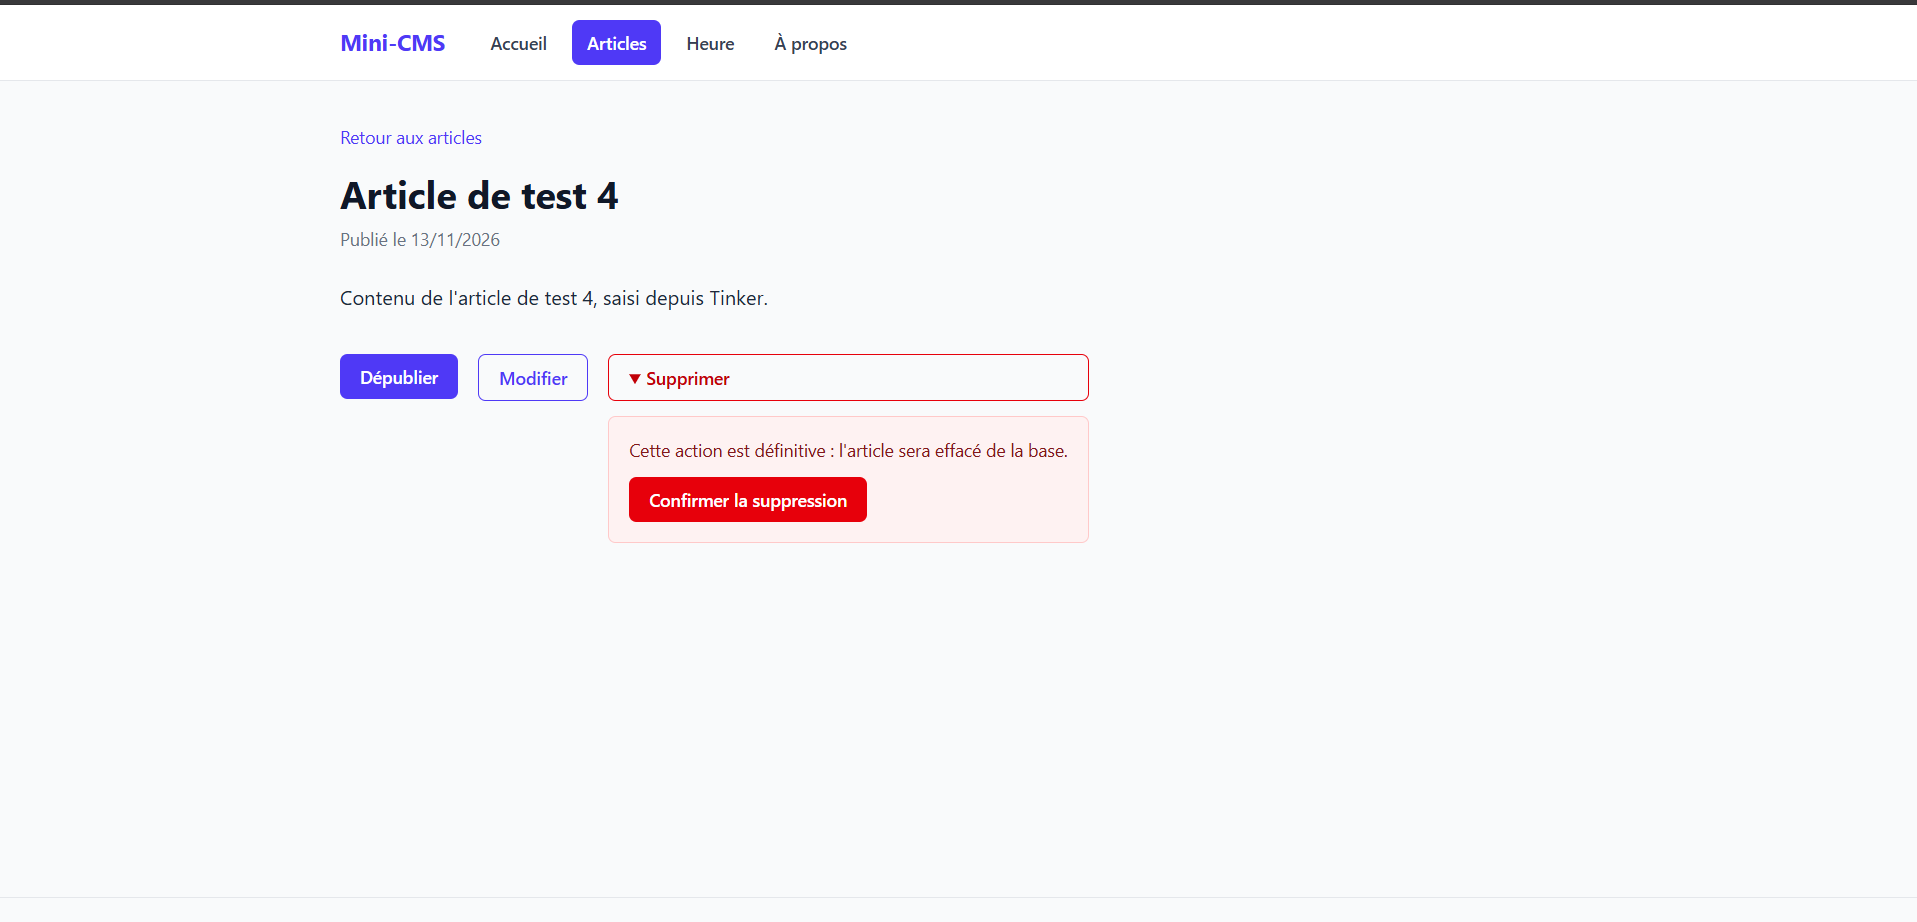 Mini-CMS Accueil Articles Heure À propos
Retour aux articles
Article de test 4
Publié le 13/11/2026
Contenu de l'article de test 4, saisi depuis Tinker.
Dépublier Modifier ▼ Supprimer
Cette action est définitive : l'article sera effacé de la base.
Confirmer la suppression